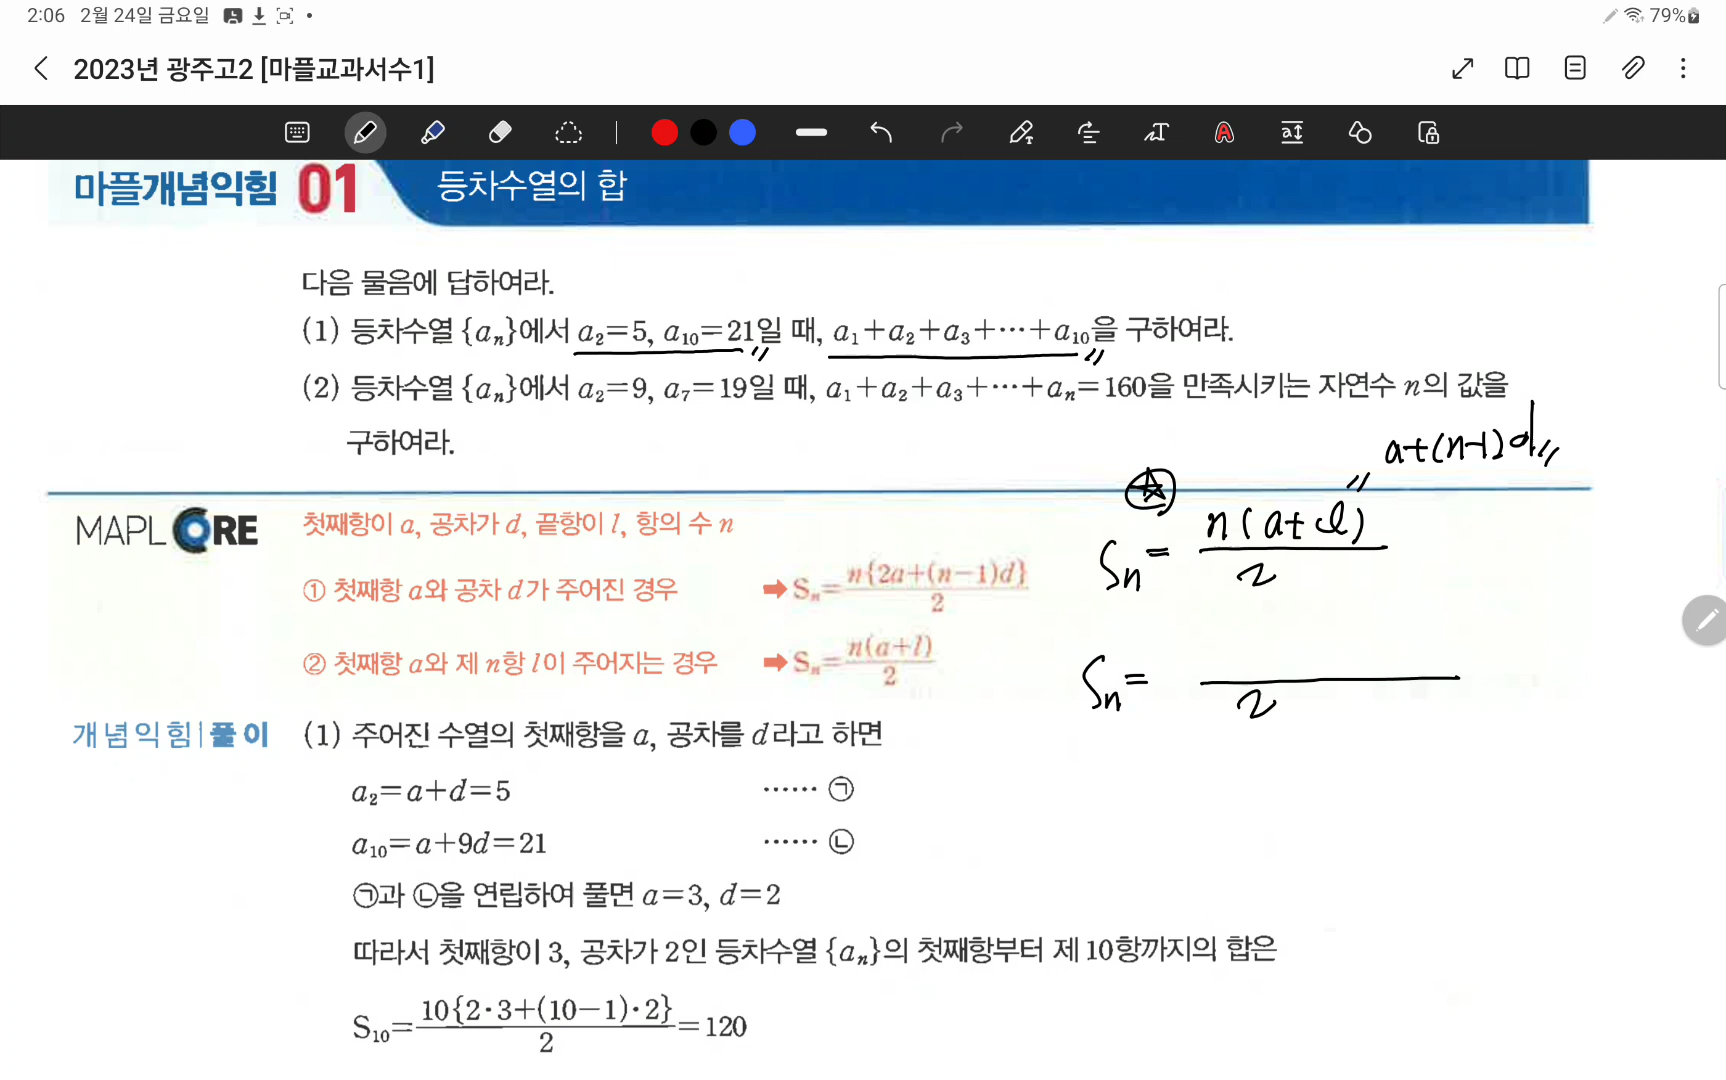 2:06 2월 24일 금요일 79%
2023년 광주고2 [마플교과서수1]
마플개념익힘 01 등차수열의 합
다음 물음에 답하여라.
(1) 등차수열 {aₙ}에서 a₂=5, a₁₀=21일 때, a₁+a₂+a₃+⋯+a₁₀을 구하여라.
(2) 등차수열 {aₙ}에서 a₂=9, a₇=19일 때, a₁+a₂+a₃+⋯+aₙ=160을 만족시키는 자연수 n의 값을
구하여라.
a+(n-1)d
MAPL CORE 첫째항이 a, 공차가 d, 끝항이 l, 항의 수 n
Sₙ= n(a+l) / 2
① 첫째항 a와 공차 d가 주어진 경우 ➡ Sₙ= n{2a+(n-1)d} / 2
② 첫째항 a와 제 n항 l이 주어지는 경우 ➡ Sₙ= n(a+l) / 2
Sₙ= / 2
개념익힘|풀이 (1) 주어진 수열의 첫째항을 a, 공차를 d라고 하면
a₂=a+d=5 ⋯⋯ ㉠
a₁₀=a+9d=21 ⋯⋯ ㉡
㉠과 ㉡을 연립하여 풀면 a=3, d=2
따라서 첫째항이 3, 공차가 2인 등차수열 {aₙ}의 첫째항부터 제 10항까지의 합은
S₁₀= 10{2·3+(10-1)·2} / 2 =120